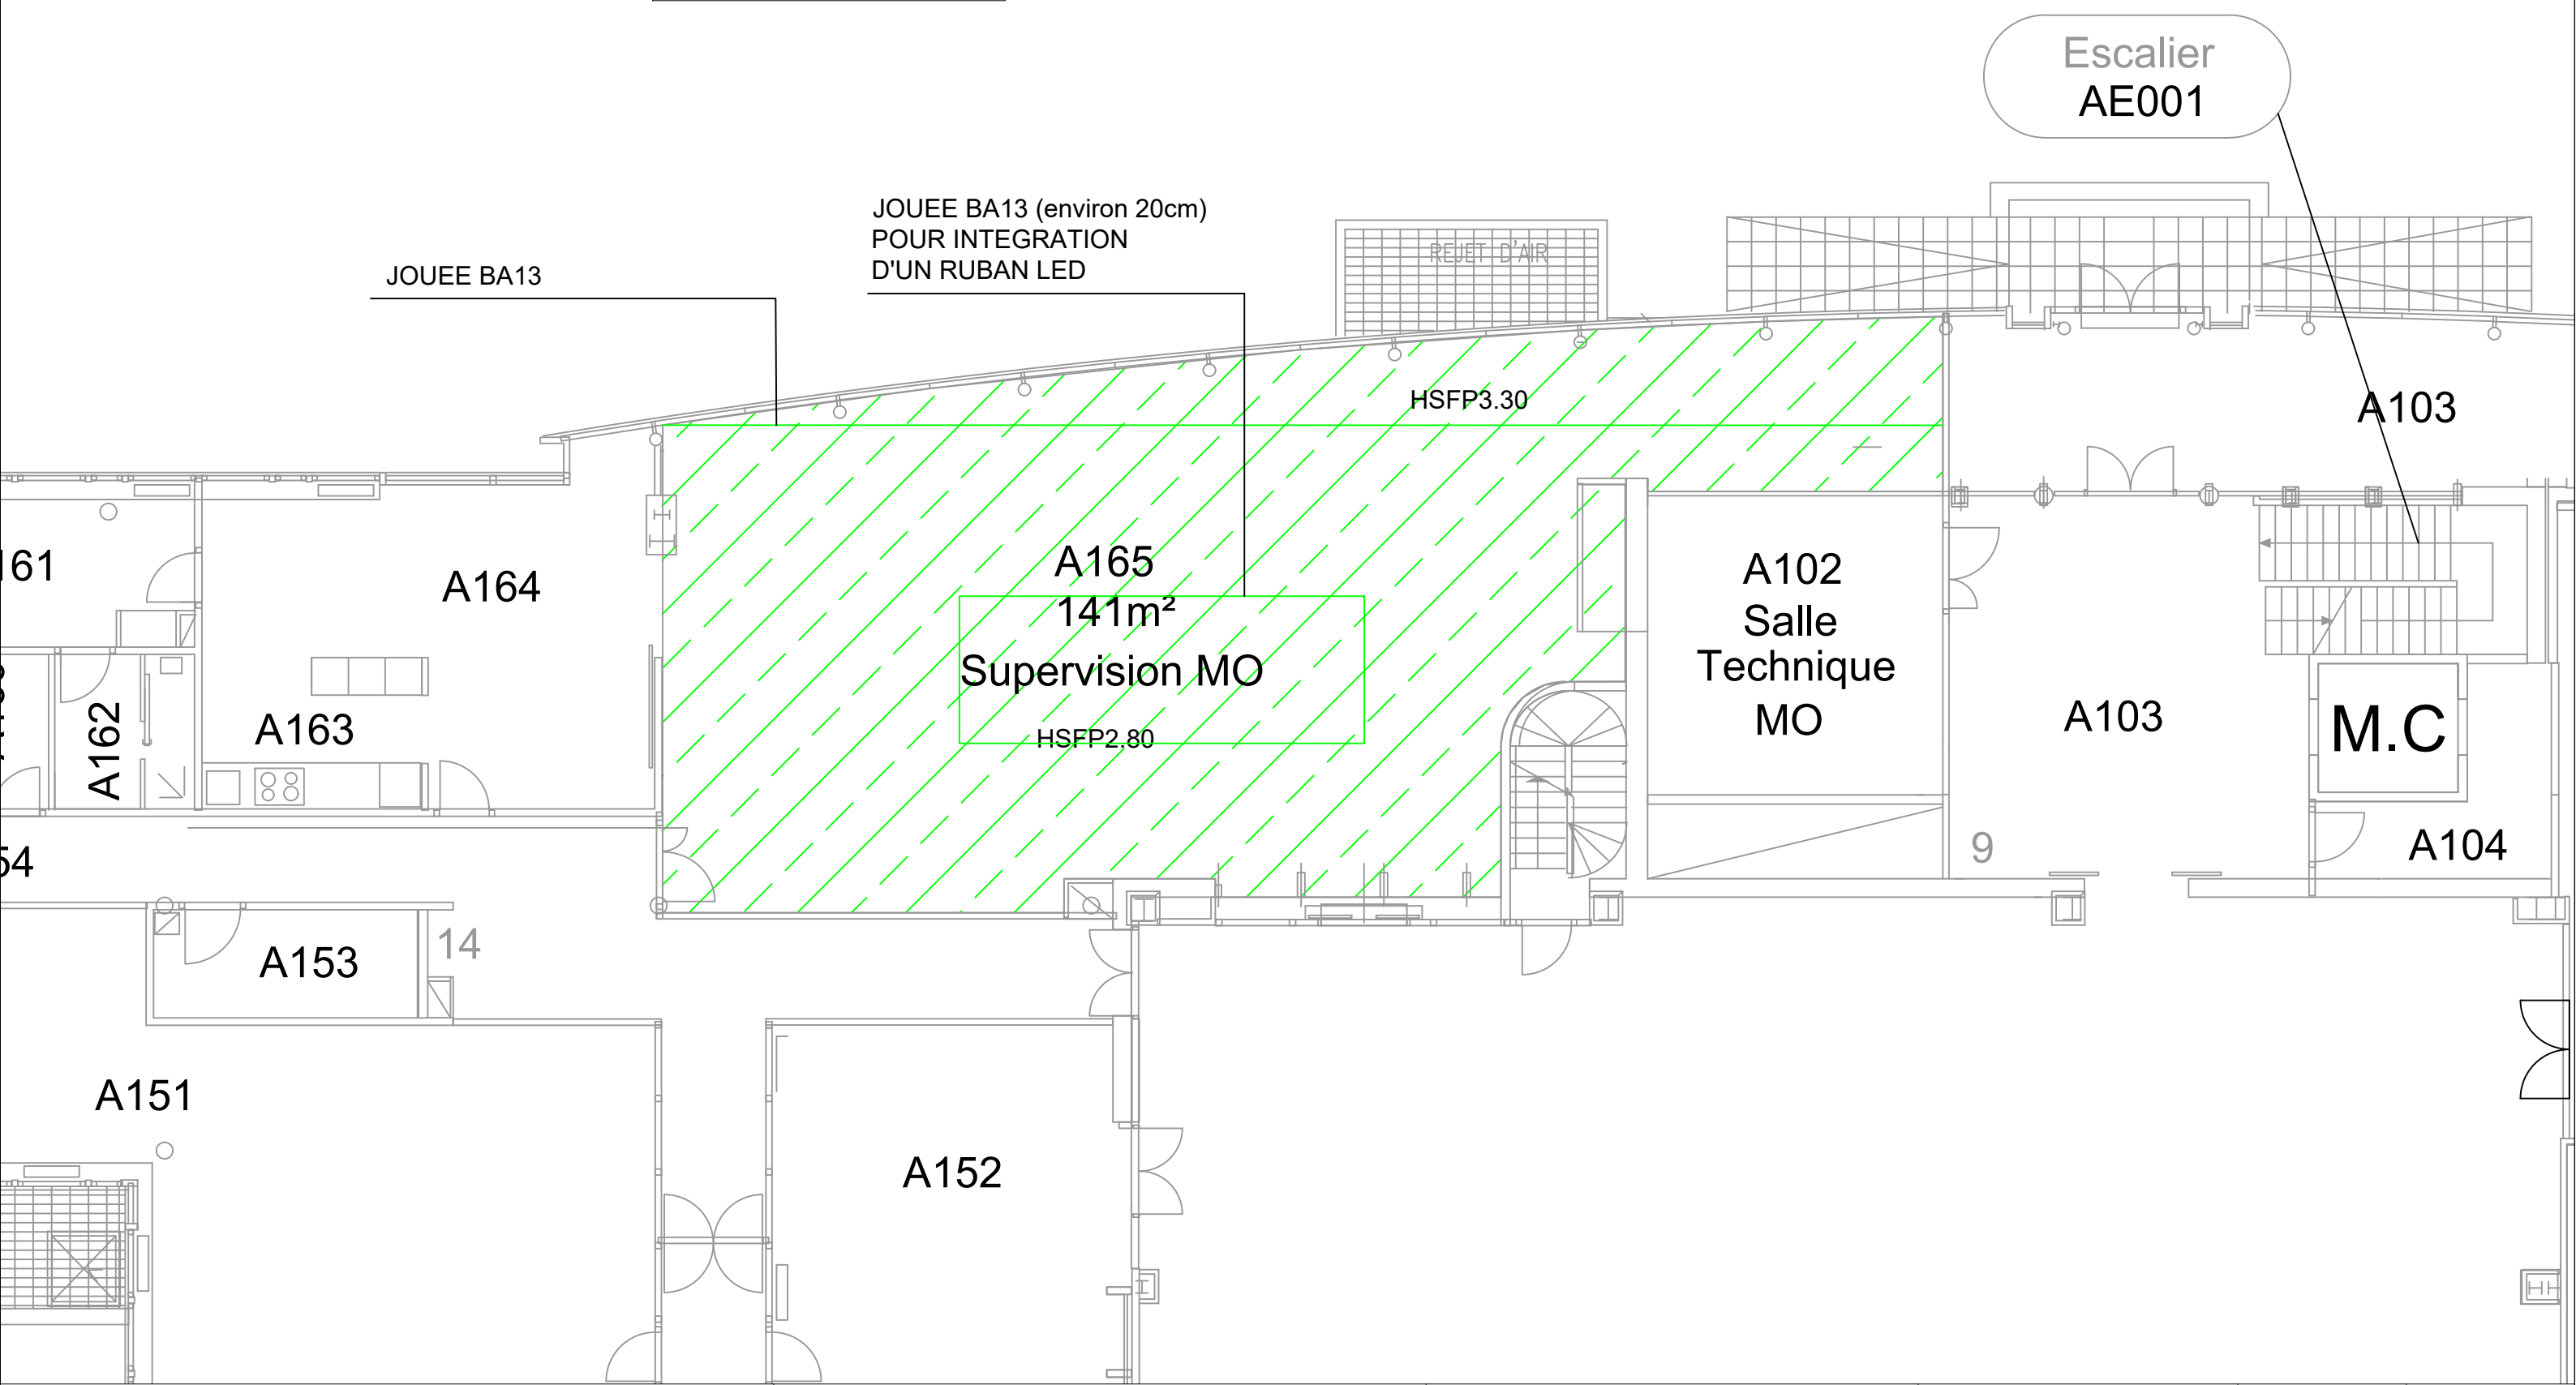 Escalier
AE001
JOUEE BA13 (environ 20cm)
POUR INTEGRATION
D'UN RUBAN LED
JOUEE BA13
REJET D'AIR
HSFP3.30
A103
161
A164
A165
141m²
Supervision MO
HSFP2.80
A102
Salle
Technique
MO
A103
M.C
A163
A162
54
9
A104
A153
14
A151
A152